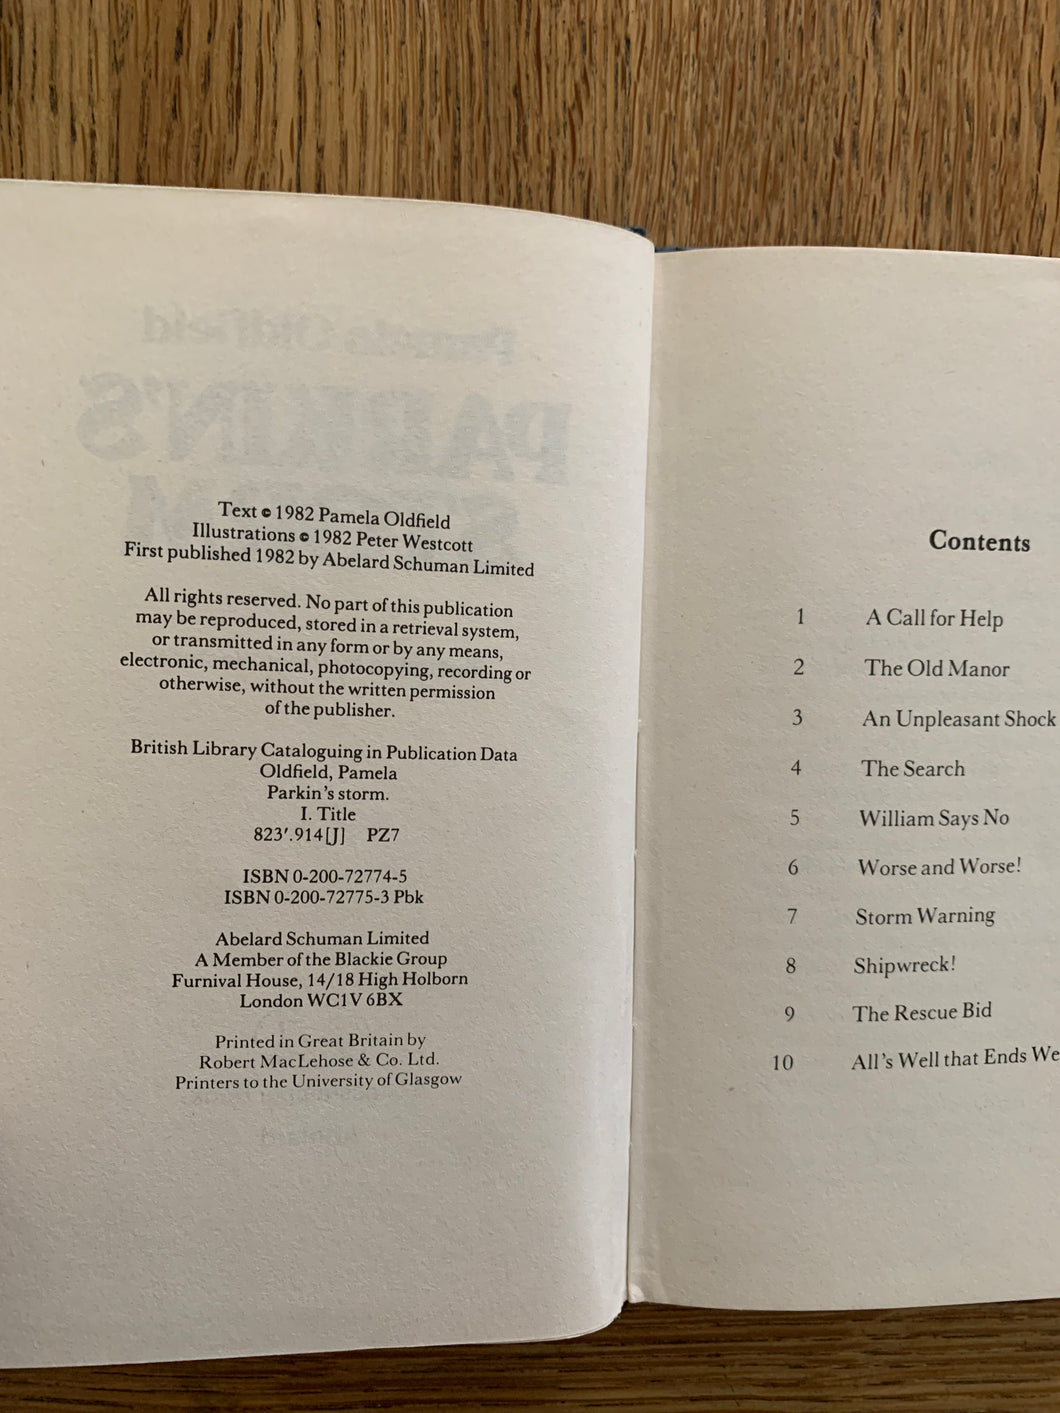 Text © 1982 Pamela Oldfield
Illustrations © 1982 Peter Westcott
First published 1982 by Abelard Schuman Limited
All rights reserved. No part of this publication
may be reproduced, stored in a retrieval system,
or transmitted in any form or by any means,
electronic, mechanical, photocopying, recording or
otherwise, without the written permission
of the publisher.
British Library Cataloguing in Publication Data
Oldfield, Pamela
Parkin's storm.
I. Title
823'.914[J] PZ7
ISBN 0-200-72774-5
ISBN 0-200-72775-3 Pbk
Abelard Schuman Limited
A Member of the Blackie Group
Furnival House, 14/18 High Holborn
London WC1V 6BX
Printed in Great Britain by
Robert MacLehose & Co. Ltd.
Printers to the University of Glasgow
Contents
1 A Call for Help
2 The Old Manor
3 An Unpleasant Shock
4 The Search
5 William Says No
6 Worse and Worse!
7 Storm Warning
8 Shipwreck!
9 The Rescue Bid
10 All's Well that Ends We